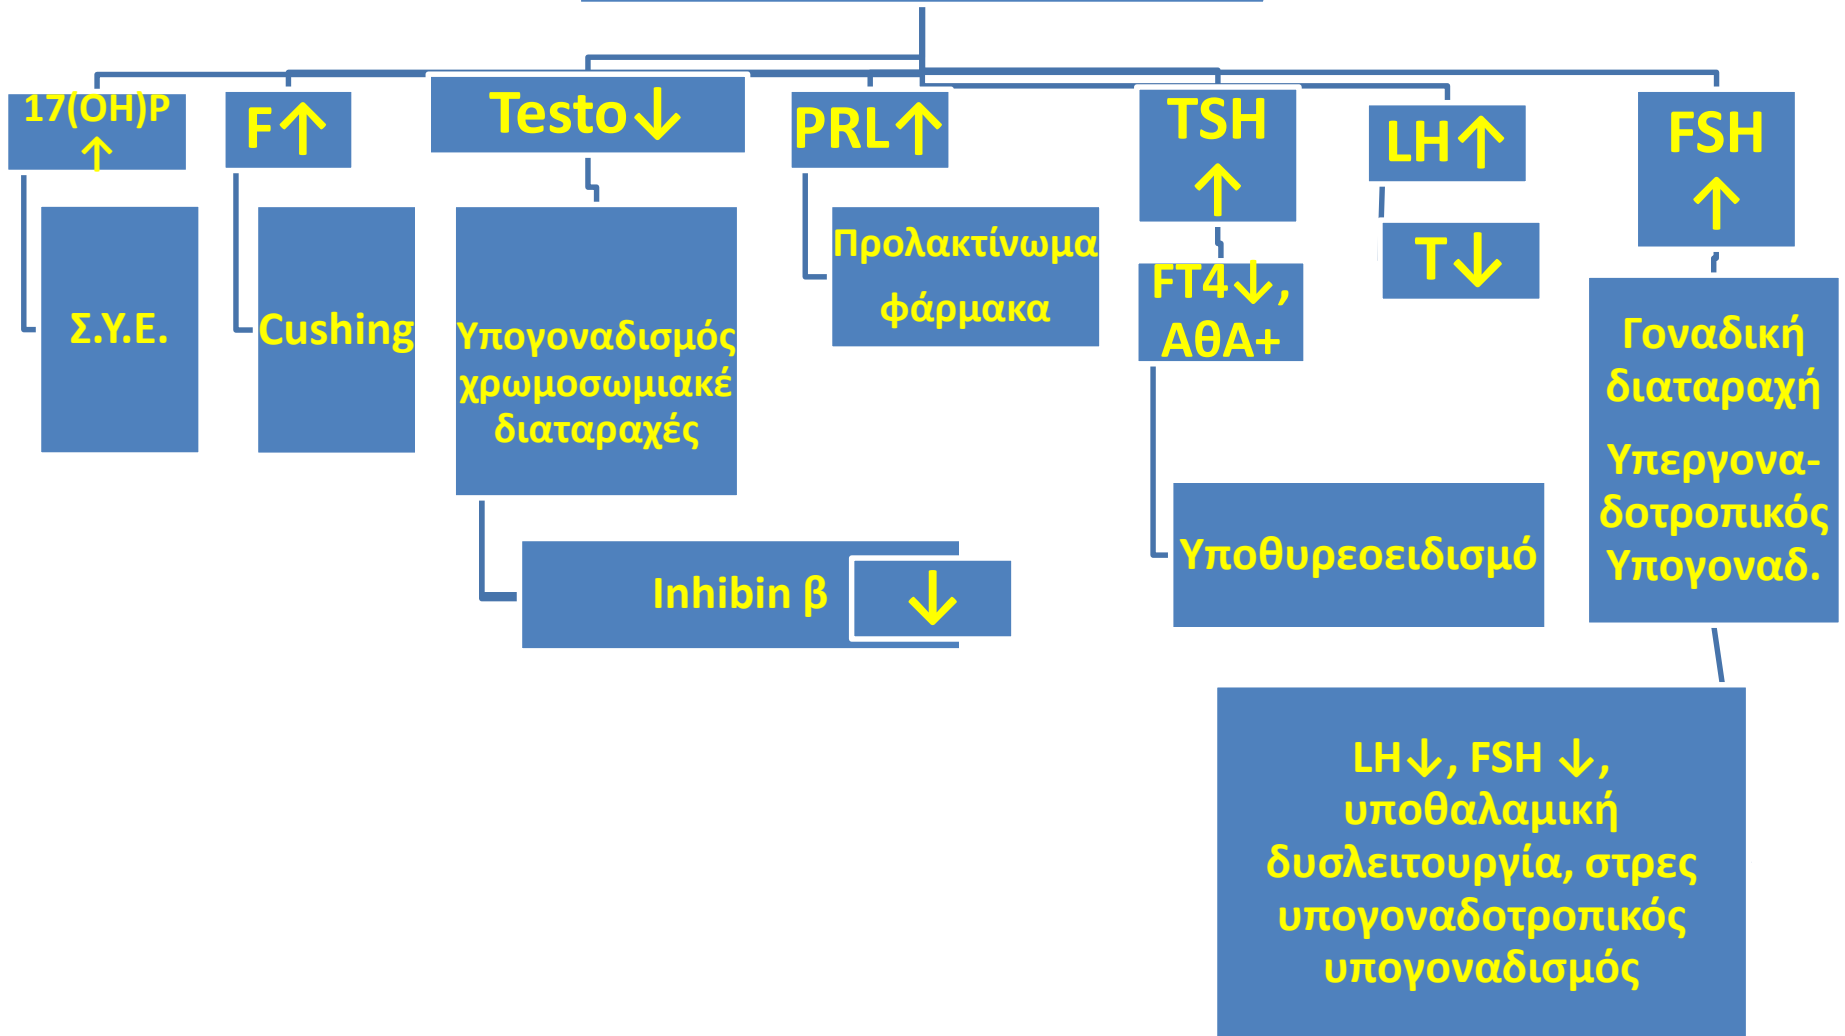 17(OH)P
↑
F↑
Testo↓
PRL↑
TSH
↑
LH↑
FSH
↑
Σ.Υ.Ε.
Cushing
Υπογοναδισμός
χρωμοσωμιακέ
διαταραχές
Προλακτίνωμα
φάρμακα
FT4↓,
ΑθΑ+
T↓
Γοναδική
διαταραχή
Υπεργονα-
δοτροπικός
Υπογοναδ.
Inhibin β ↓
Υποθυρεοειδισμό
LH↓, FSH ↓,
υποθαλαμική
δυσλειτουργία, στρες
υπογοναδοτροπικός
υπογοναδισμός